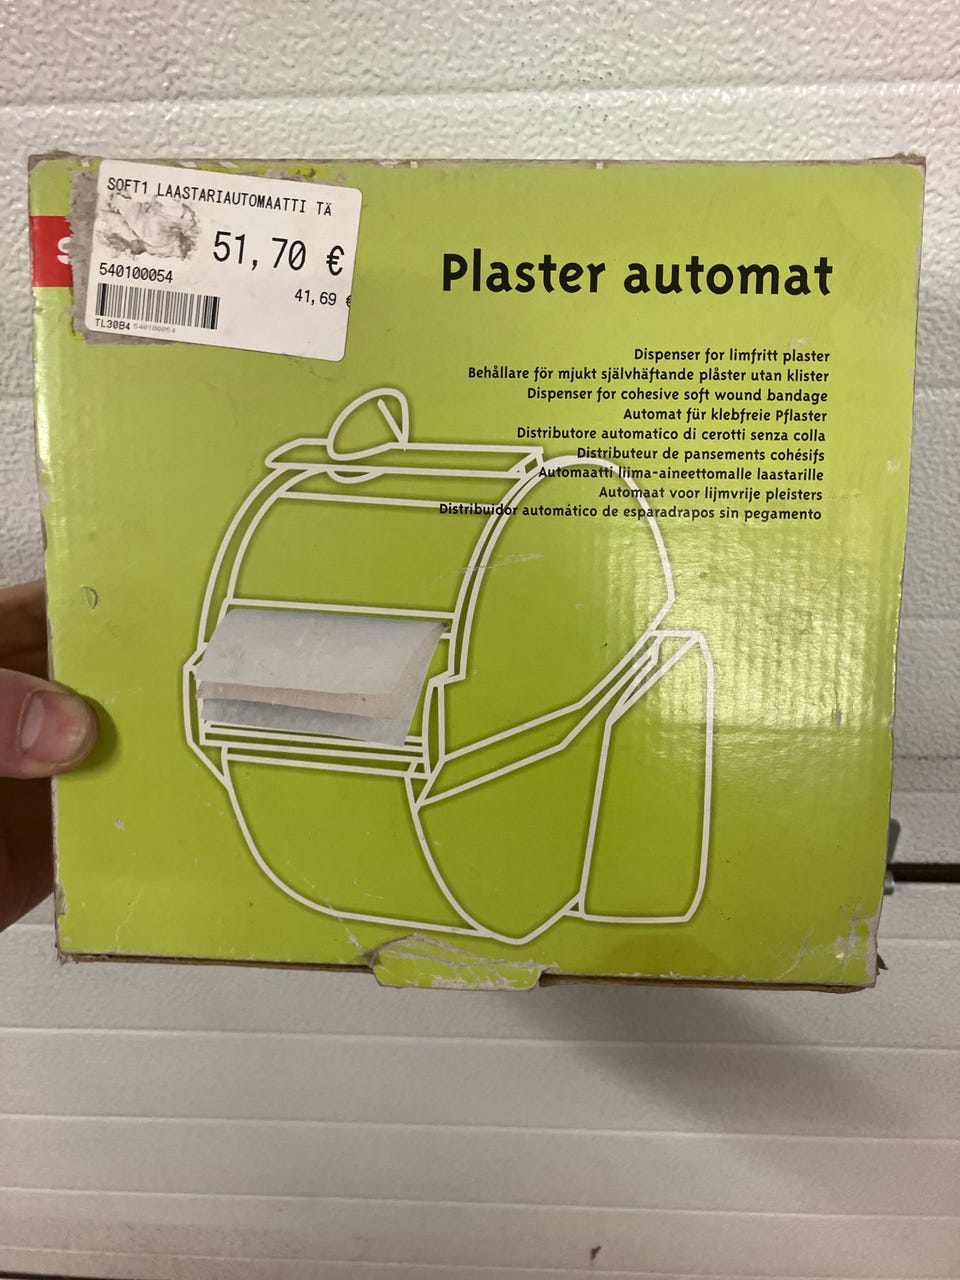 SOFT1 LAASTARIAUTOMAATTI TÄ
51,70 €
540100054
41,69 €
TL30B4 540100054
Plaster automat
Dispenser for limfritt plaster
Behållare för mjukt självhäftande plåster utan klister
Dispenser for cohesive soft wound bandage
Automat für klebfreie Pflaster
Distributore automatico di cerotti senza colla
Distributeur de pansements cohésifs
Automaatti liima-aineettomalle laastarille
Automaat voor lijmvrije pleisters
Distribuidor automático de esparadrapos sin pegamento